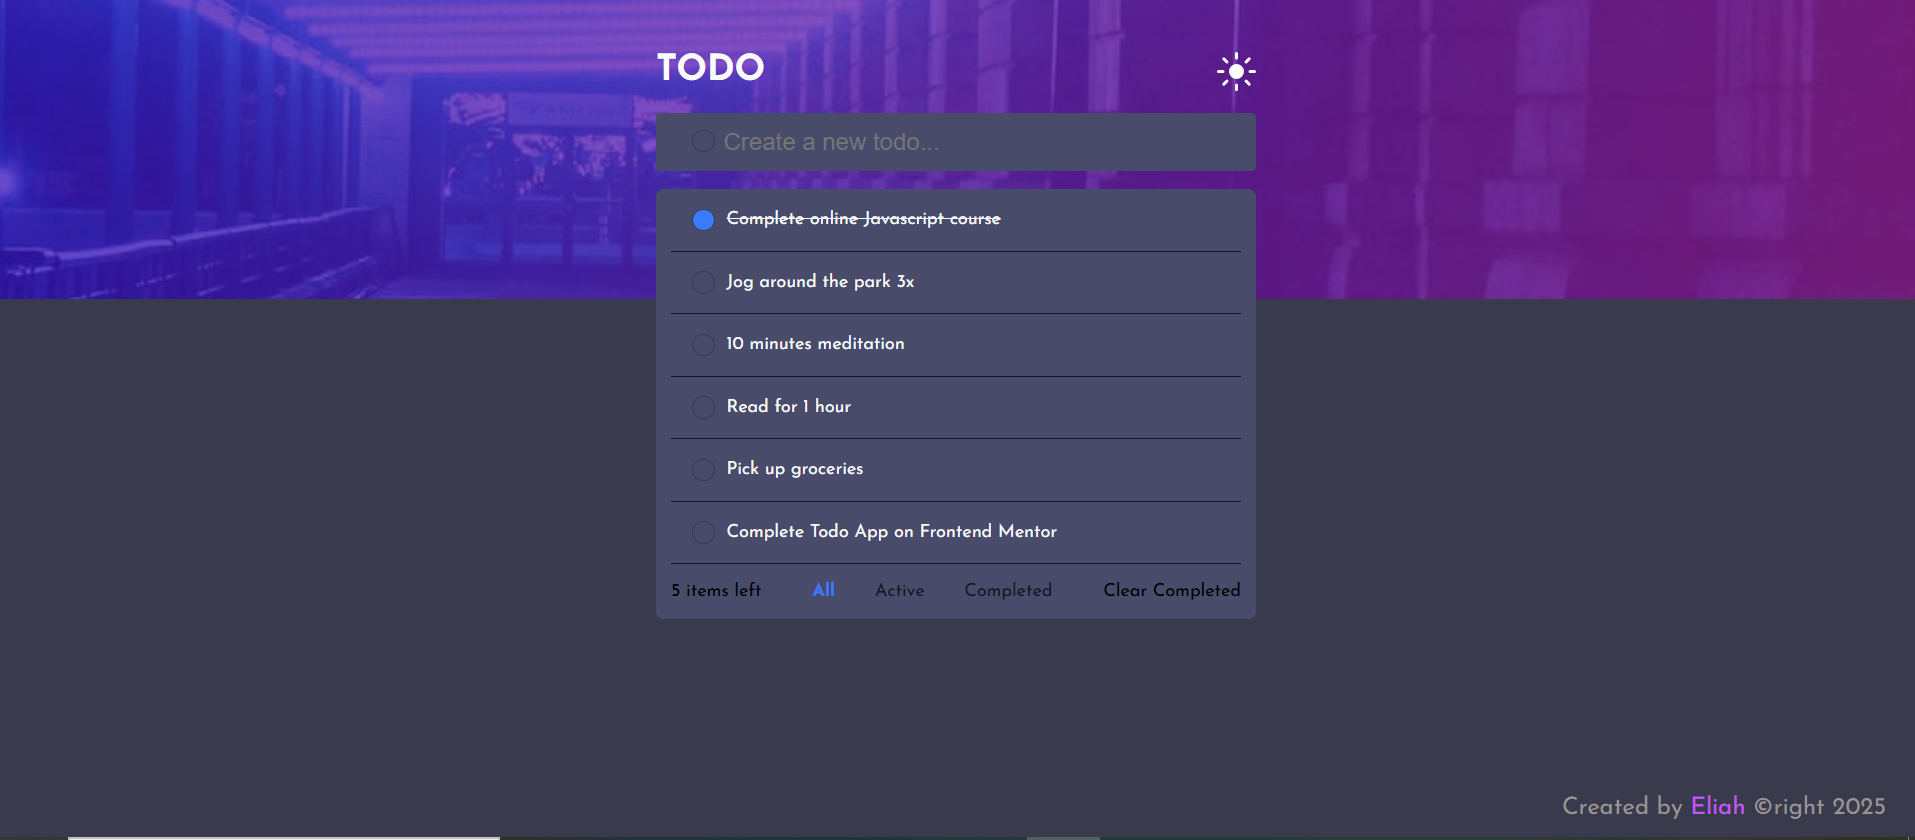 TODO
Create a new todo...
Complete online Javascript course
Jog around the park 3x
10 minutes meditation
Read for 1 hour
Pick up groceries
Complete Todo App on Frontend Mentor
5 items left All Active Completed Clear Completed
Created by Eliah ©right 2025